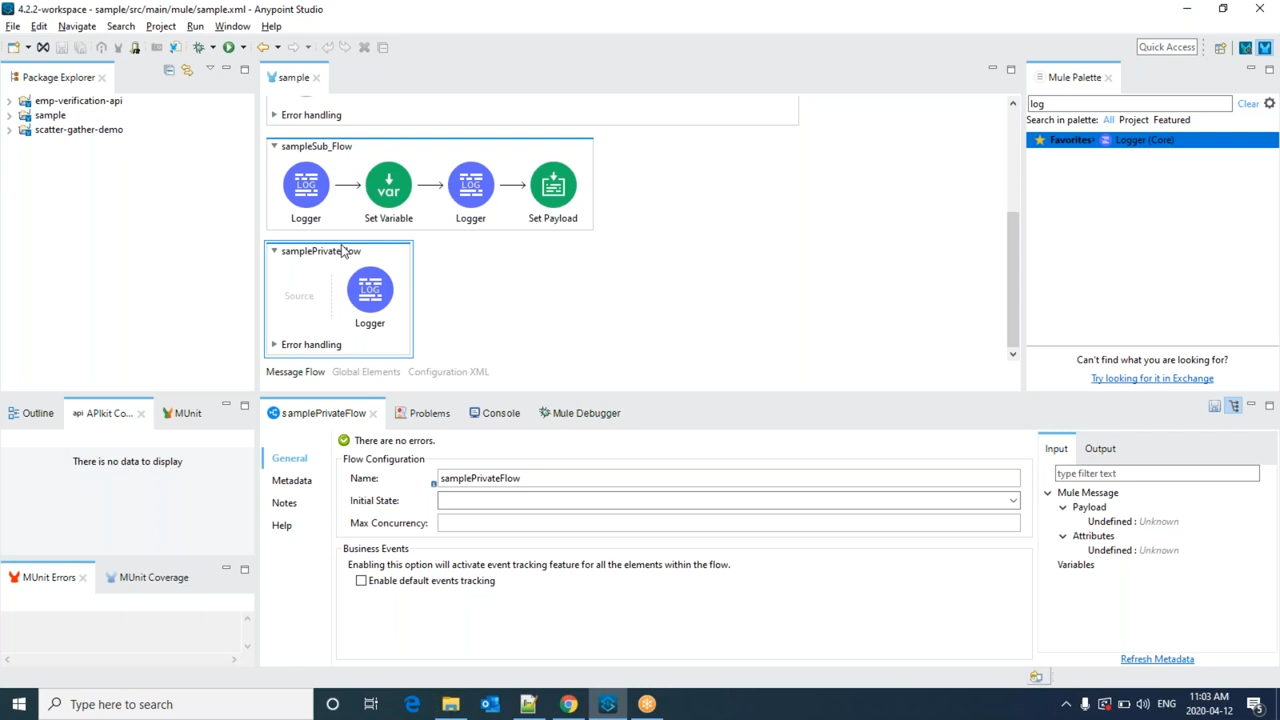 4.2.2-workspace - sample/src/main/mule/sample.xml - Anypoint Studio
File Edit Navigate Search Project Run Window Help
Quick Access
Package Explorer
emp-verification-api
sample
scatter-gather-demo
sample
Error handling
sampleSub_Flow
LOG
var
LOG
Logger
Set Variable
Logger
Set Payload
samplePrivateFlow
Source
LOG
Logger
Error handling
Message Flow Global Elements Configuration XML
Mule Palette
log
Clear
Search in palette: All Project Featured
Favorites Logger (Core)
Can't find what you are looking for?
Try looking for it in Exchange
Outline
APIkit Co...
MUnit
There is no data to display
MUnit Errors
MUnit Coverage
samplePrivateFlow
Problems
Console
Mule Debugger
There are no errors.
General
Metadata
Notes
Help
Flow Configuration
Name: samplePrivateFlow
Initial State:
Max Concurrency:
Business Events
Enabling this option will activate event tracking feature for all the elements within the flow.
Enable default events tracking
Input Output
type filter text
Mule Message
Payload
Undefined : Unknown
Attributes
Undefined : Unknown
Variables
Refresh Metadata
Type here to search
ENG
11:03 AM
2020-04-12
5